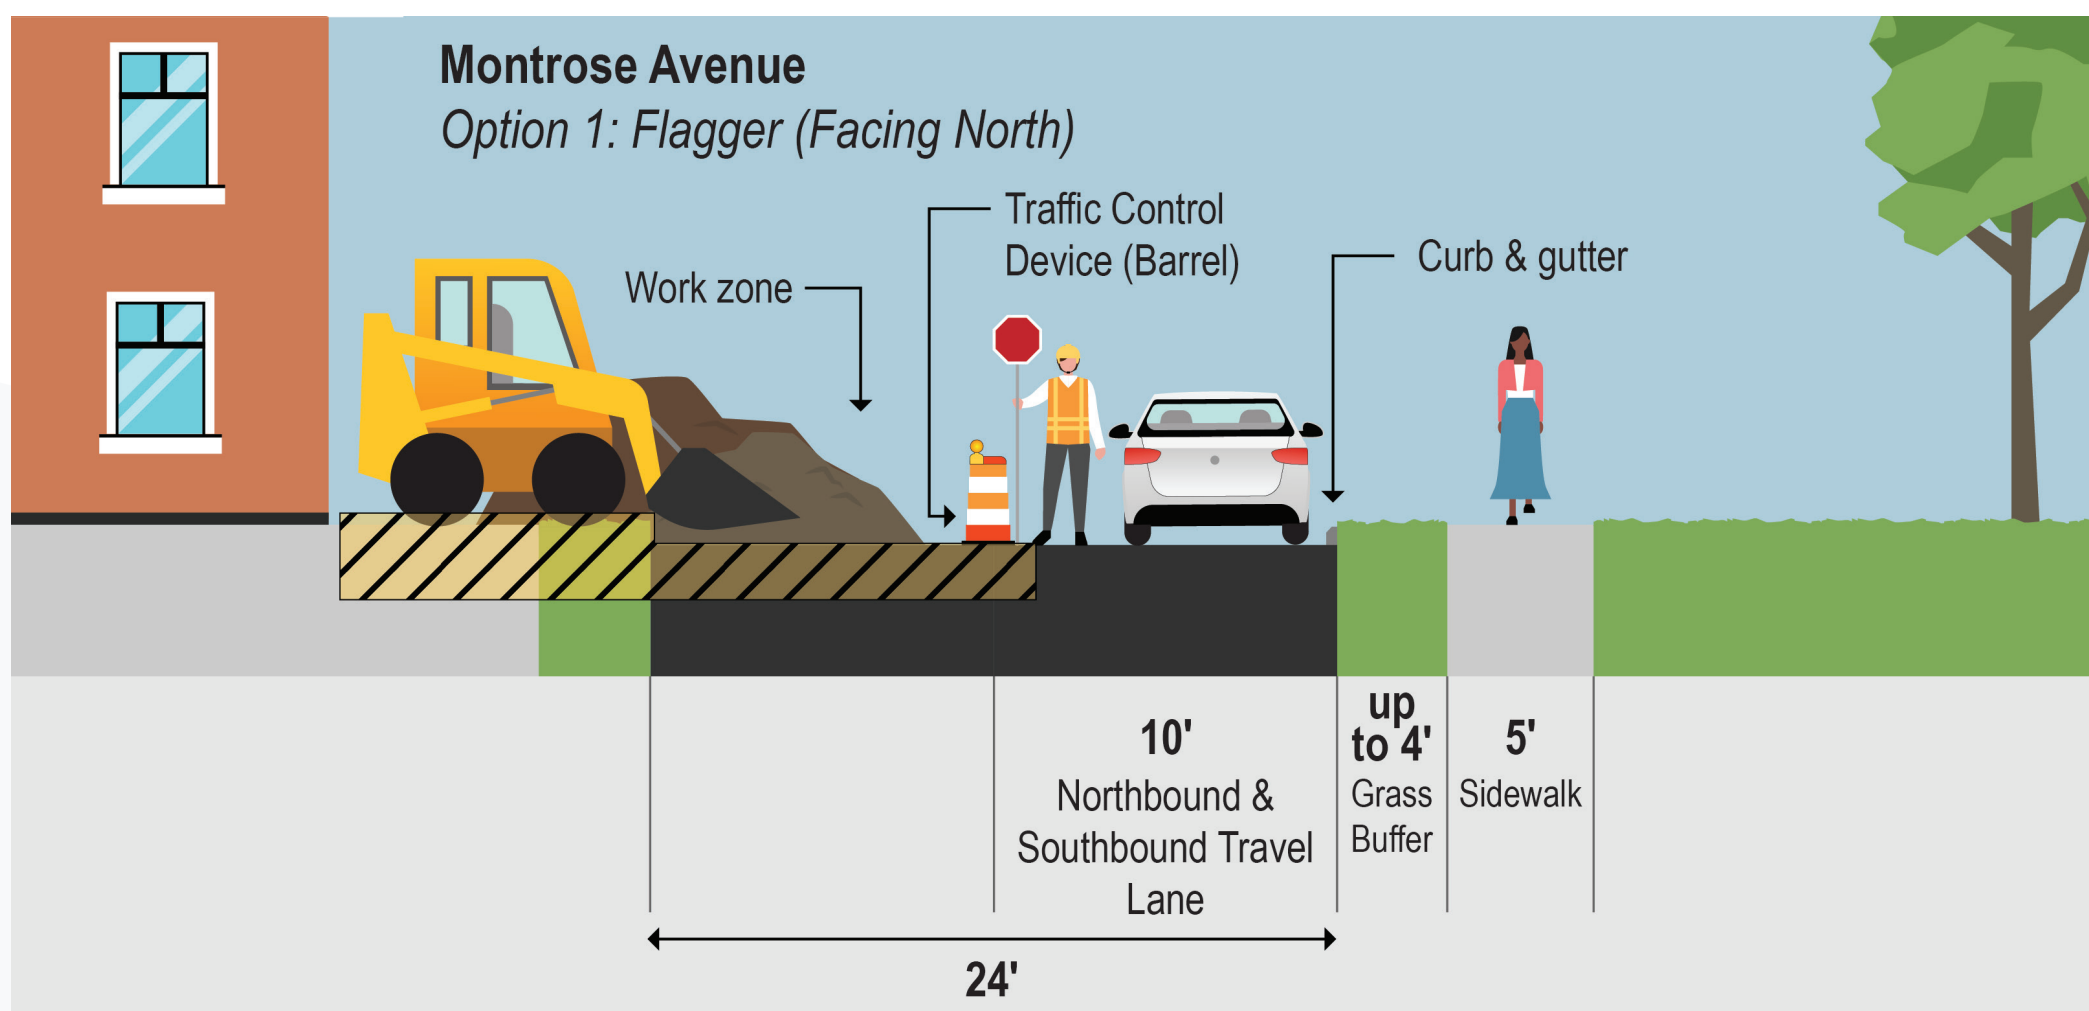 Montrose Avenue
Option 1: Flagger (Facing North)
Traffic Control
Device (Barrel)
Curb & gutter
Work zone
10'
Northbound &
Southbound Travel
Lane
up
to 4'
Grass
Buffer
5'
Sidewalk
24'